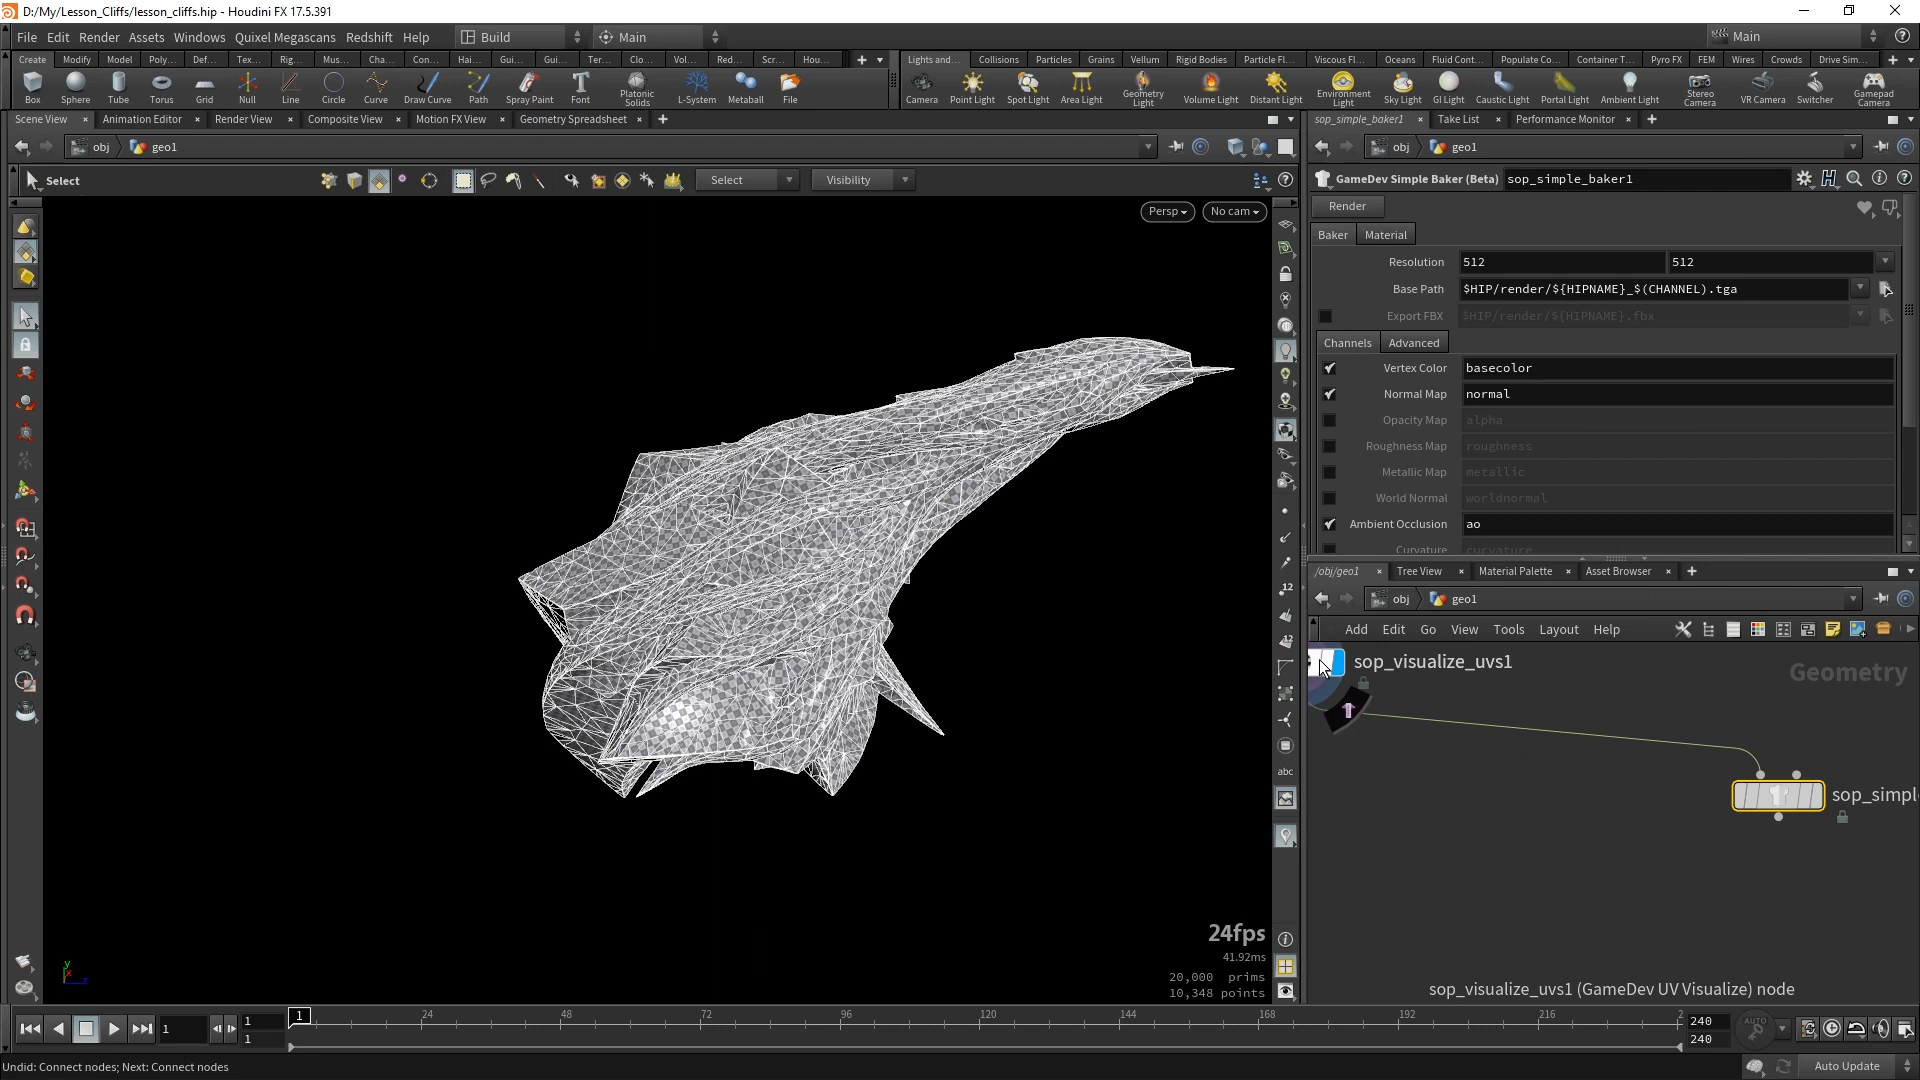 D:/My/Lesson_Cliffs/lesson_cliffs.hip - Houdini FX 17.5.391
File Edit Render Assets Windows Quixel Megascans Redshift Help Build Main Main
Create Modify Model Poly... Def... Tex... Rig... Mus... Cha... Con... Hai... Gui... Gui... Ter... Clo... Vol... Red... Scr... Hou...
Lights and... Collisions Particles Grains Vellum Rigid Bodies Particle Fl... Viscous Fl... Oceans Fluid Cont... Populate Co... Container T... Pyro FX FEM Wires Crowds Drive Sim...
Box Sphere Tube Torus Grid Null Line Circle Curve Draw Curve Path Spray Paint Font Platonic Solids L-System Metaball File
Camera Point Light Spot Light Area Light Geometry Light Volume Light Distant Light Environment Light Sky Light GI Light Caustic Light Portal Light Ambient Light Stereo Camera VR Camera Switcher Gamepad Camera
Scene View Animation Editor Render View Composite View Motion FX View Geometry Spreadsheet
sop_simple_baker1 Take List Performance Monitor
obj geo1
obj geo1
Select Select Visibility
GameDev Simple Baker (Beta) sop_simple_baker1
Persp No cam
Render
Baker Material
Resolution 512 512
Base Path $HIP/render/${HIPNAME}_$(CHANNEL).tga
Export FBX $HIP/render/${HIPNAME}.fbx
Channels Advanced
Vertex Color basecolor
Normal Map normal
Opacity Map alpha
Roughness Map roughness
Metallic Map metallic
World Normal worldnormal
Ambient Occlusion ao
Curvature curvature
/obj/geo1 Tree View Material Palette Asset Browser
obj geo1
Add Edit Go View Tools Layout Help
sop_visualize_uvs1
Geometry
sop_simpl
12
12
abc
24fps
41.92ms
20,000 prims
10,348 points
sop_visualize_uvs1 (GameDev UV Visualize) node
y
x
z
1 1 1 24 48 72 96 120 144 168 192 216 2 240 AUTO
1 240
Undid: Connect nodes; Next: Connect nodes
Auto Update